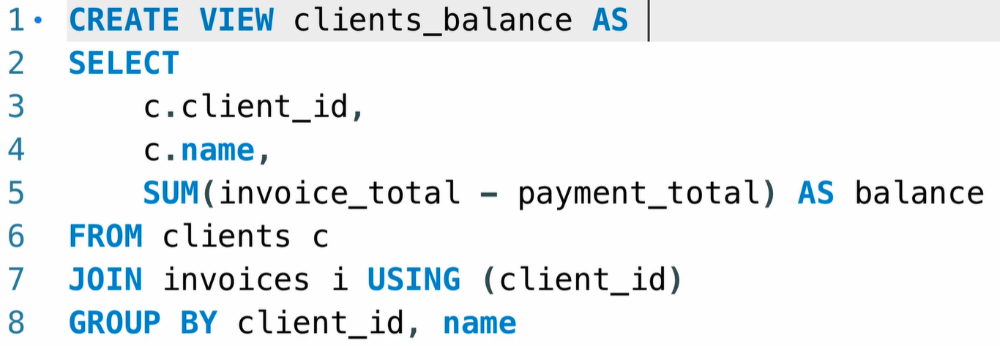 1 CREATE VIEW clients_balance AS
2 SELECT
3     c.client_id,
4     c.name,
5     SUM(invoice_total - payment_total) AS balance
6 FROM clients c
7 JOIN invoices i USING (client_id)
8 GROUP BY client_id, name